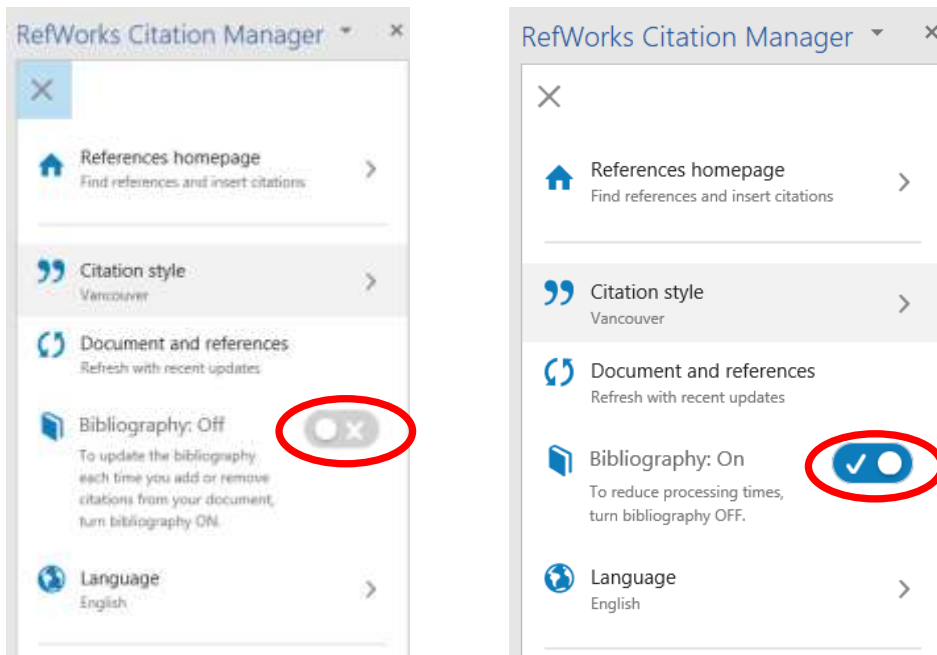 RefWorks Citation Manager
References homepage
Find references and insert citations
Citation style
Vancouver
Document and references
Refresh with recent updates
Bibliography: Off
To update the bibliography
each time you add or remove
citations from your document,
turn bibliography ON.
Language
English
RefWorks Citation Manager
References homepage
Find references and insert citations
Citation style
Vancouver
Document and references
Refresh with recent updates
Bibliography: On
To reduce processing times,
turn bibliography OFF.
Language
English